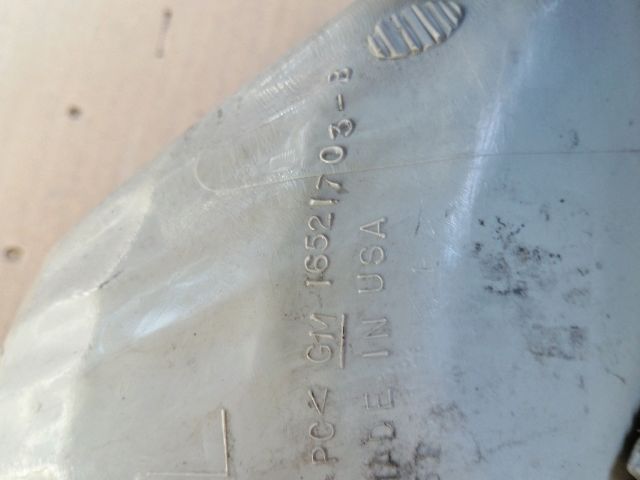 PC< GM 16521703-B
MADE IN USA